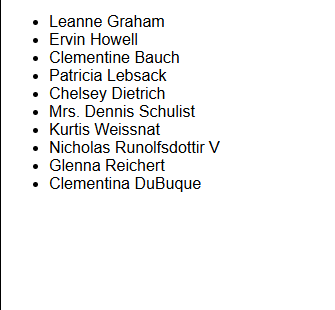 Leanne Graham
Ervin Howell
Clementine Bauch
Patricia Lebsack
Chelsey Dietrich
Mrs. Dennis Schulist
Kurtis Weissnat
Nicholas Runolfsdottir V
Glenna Reichert
Clementina DuBuque